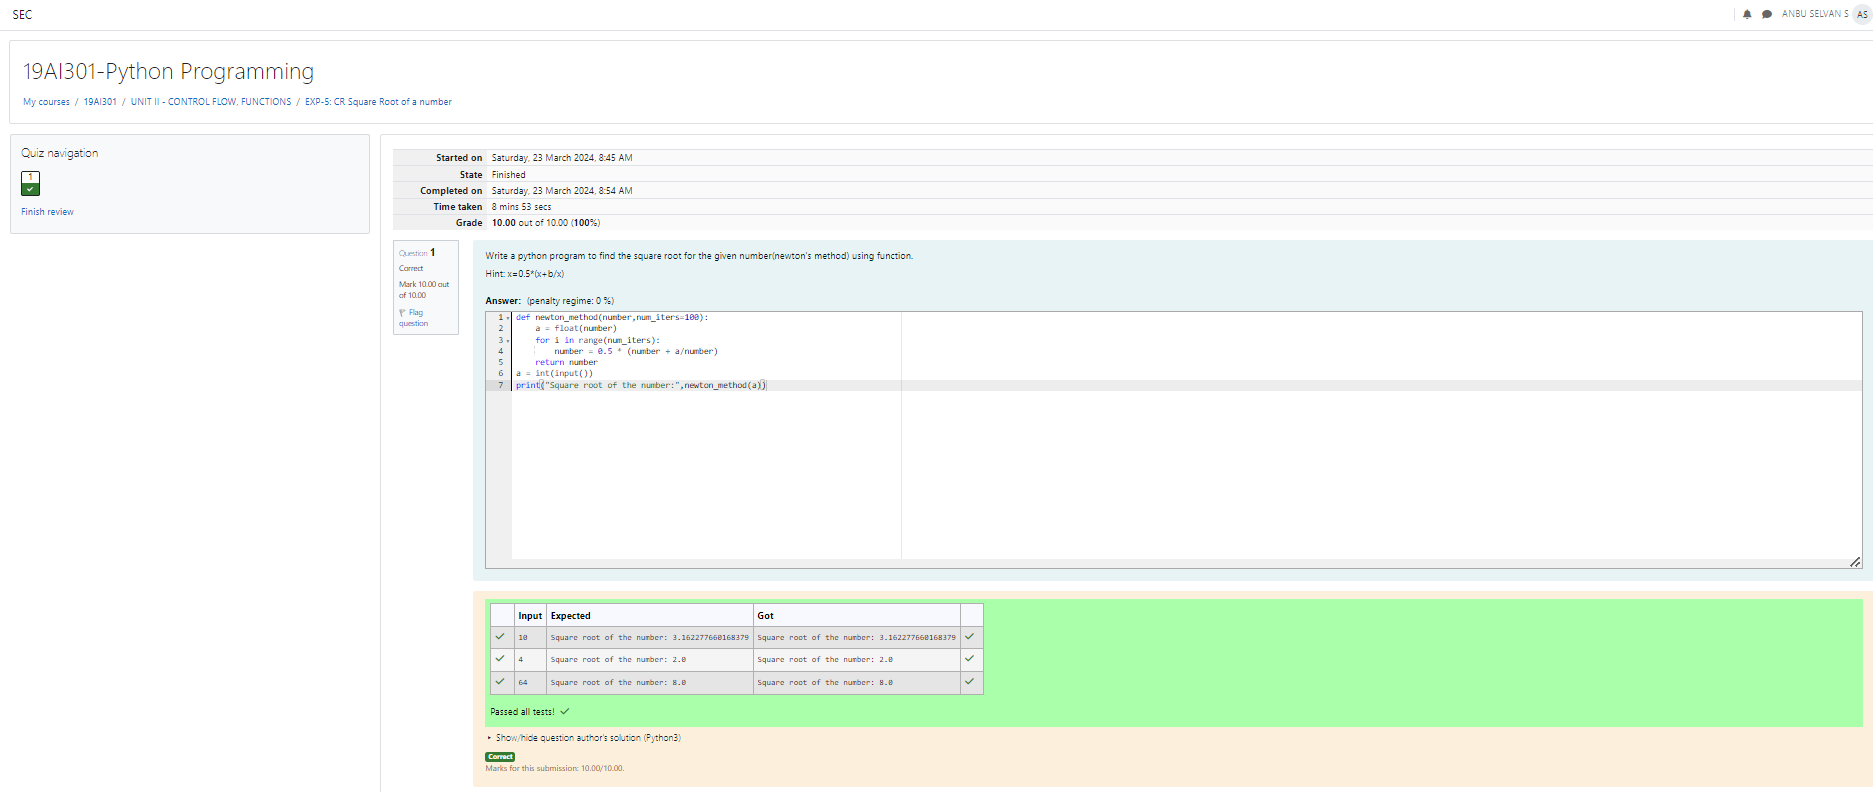 SEC
ANBU SELVAN S AS
19AI301-Python Programming
My courses / 19AI301 / UNIT II - CONTROL FLOW, FUNCTIONS / EXP-5: CR Square Root of a number
Quiz navigation
1
Finish review
Started on Saturday, 23 March 2024, 8:45 AM
State Finished
Completed on Saturday, 23 March 2024, 8:54 AM
Time taken 8 mins 53 secs
Grade 10.00 out of 10.00 (100%)
Question 1
Correct
Mark 10.00 out
of 10.00
Flag
question
Write a python program to find the square root for the given number(newton's method) using function.
Hint: x=0.5*(x+b/x)
Answer: (penalty regime: 0 %)
1 def newton_method(number,num_iters=100):
2     a = float(number)
3     for i in range(num_iters):
4         number = 0.5 * (number + a/number)
5     return number
6 a = int(input())
7 print("Square root of the number:",newton_method(a))
Input Expected Got
10 Square root of the number: 3.162277660168379 Square root of the number: 3.162277660168379
4 Square root of the number: 2.0 Square root of the number: 2.0
64 Square root of the number: 8.0 Square root of the number: 8.0
Passed all tests!
Show/hide question author's solution (Python3)
Correct
Marks for this submission: 10.00/10.00.